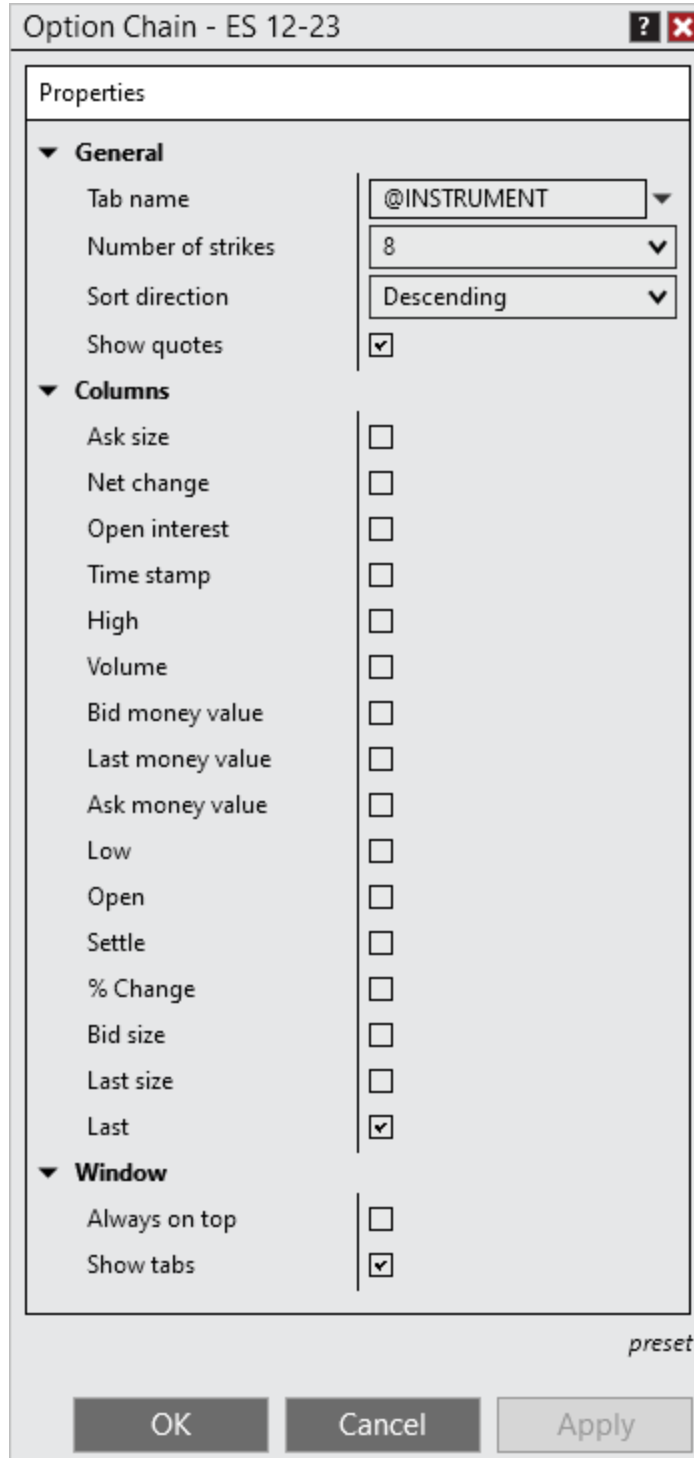 Option Chain - ES 12-23
?
Properties
General
Tab name @INSTRUMENT
Number of strikes 8
Sort direction Descending
Show quotes
Columns
Ask size
Net change
Open interest
Time stamp
High
Volume
Bid money value
Last money value
Ask money value
Low
Open
Settle
% Change
Bid size
Last size
Last
Window
Always on top
Show tabs
preset
OK Cancel Apply